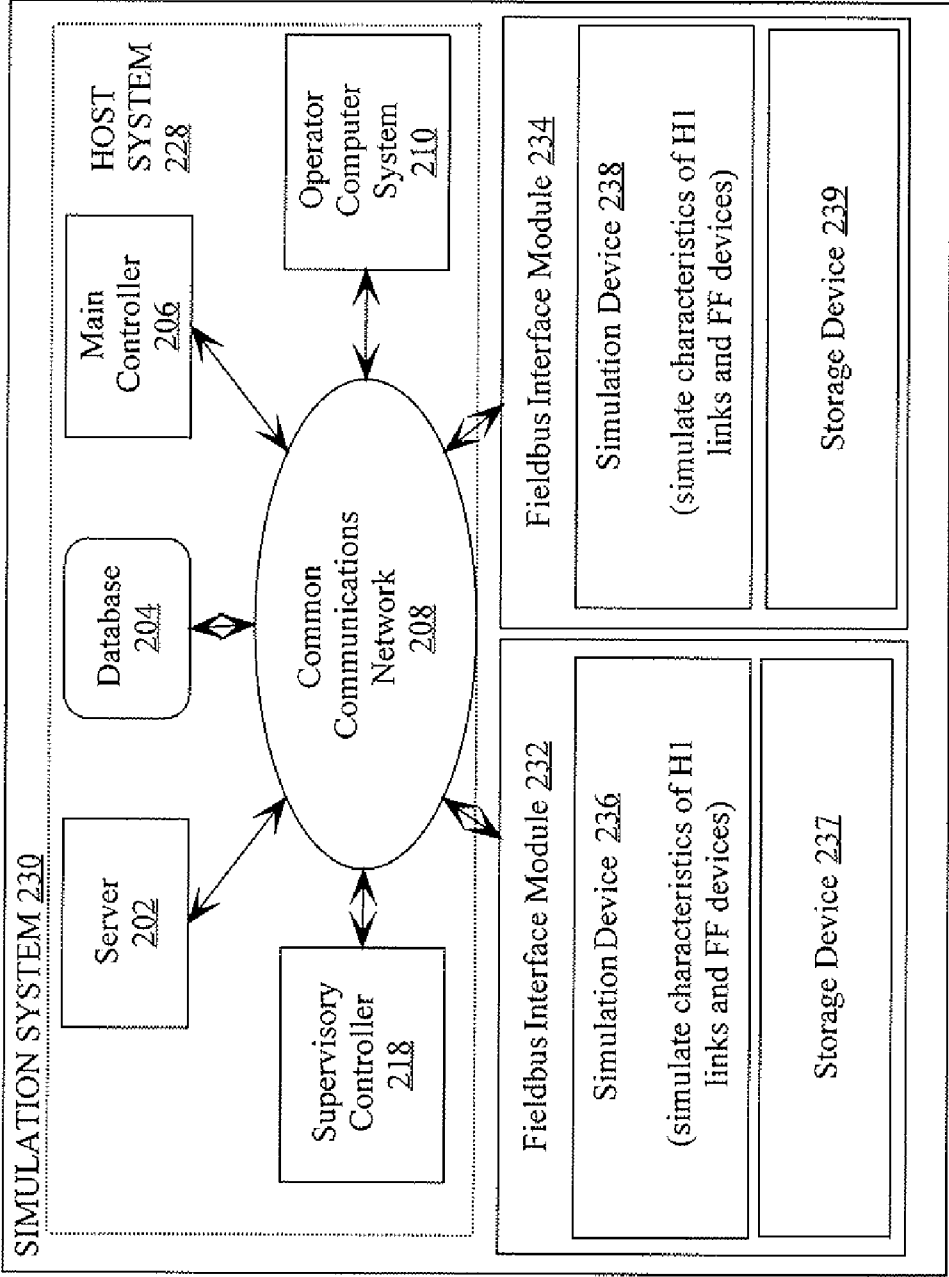 SIMULATION SYSTEM 230
HOST
SYSTEM
228
Server
202
Database
204
Main
Controller
206
Supervisory
Controller
218
Common
Communications
Network
208
Operator
Computer
System
210
Fieldbus Interface Module 232
Simulation Device 236
(simulate characteristics of H1
links and FF devices)
Storage Device 237
Fieldbus Interface Module 234
Simulation Device 238
(simulate characteristics of H1
links and FF devices)
Storage Device 239